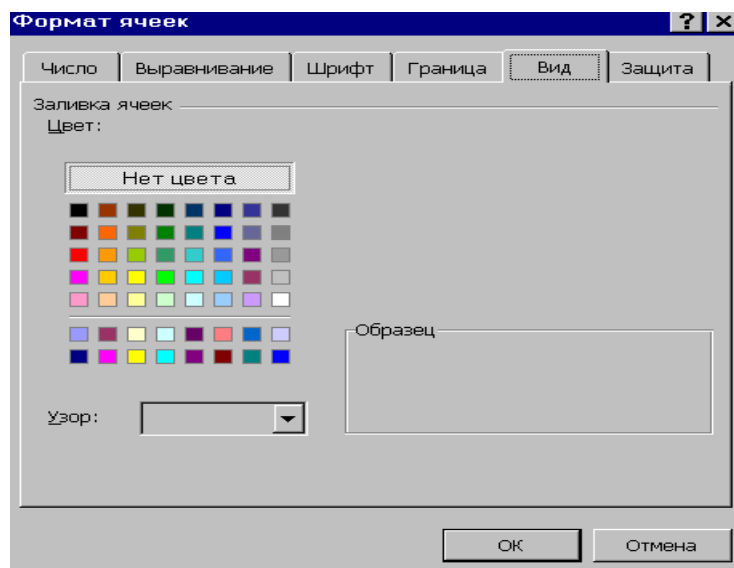 Формат ячеек ? ×
Число Выравнивание Шрифт Граница Вид Защита
Заливка ячеек
Цвет:
Нет цвета
Образец
Узор:
ОК Отмена